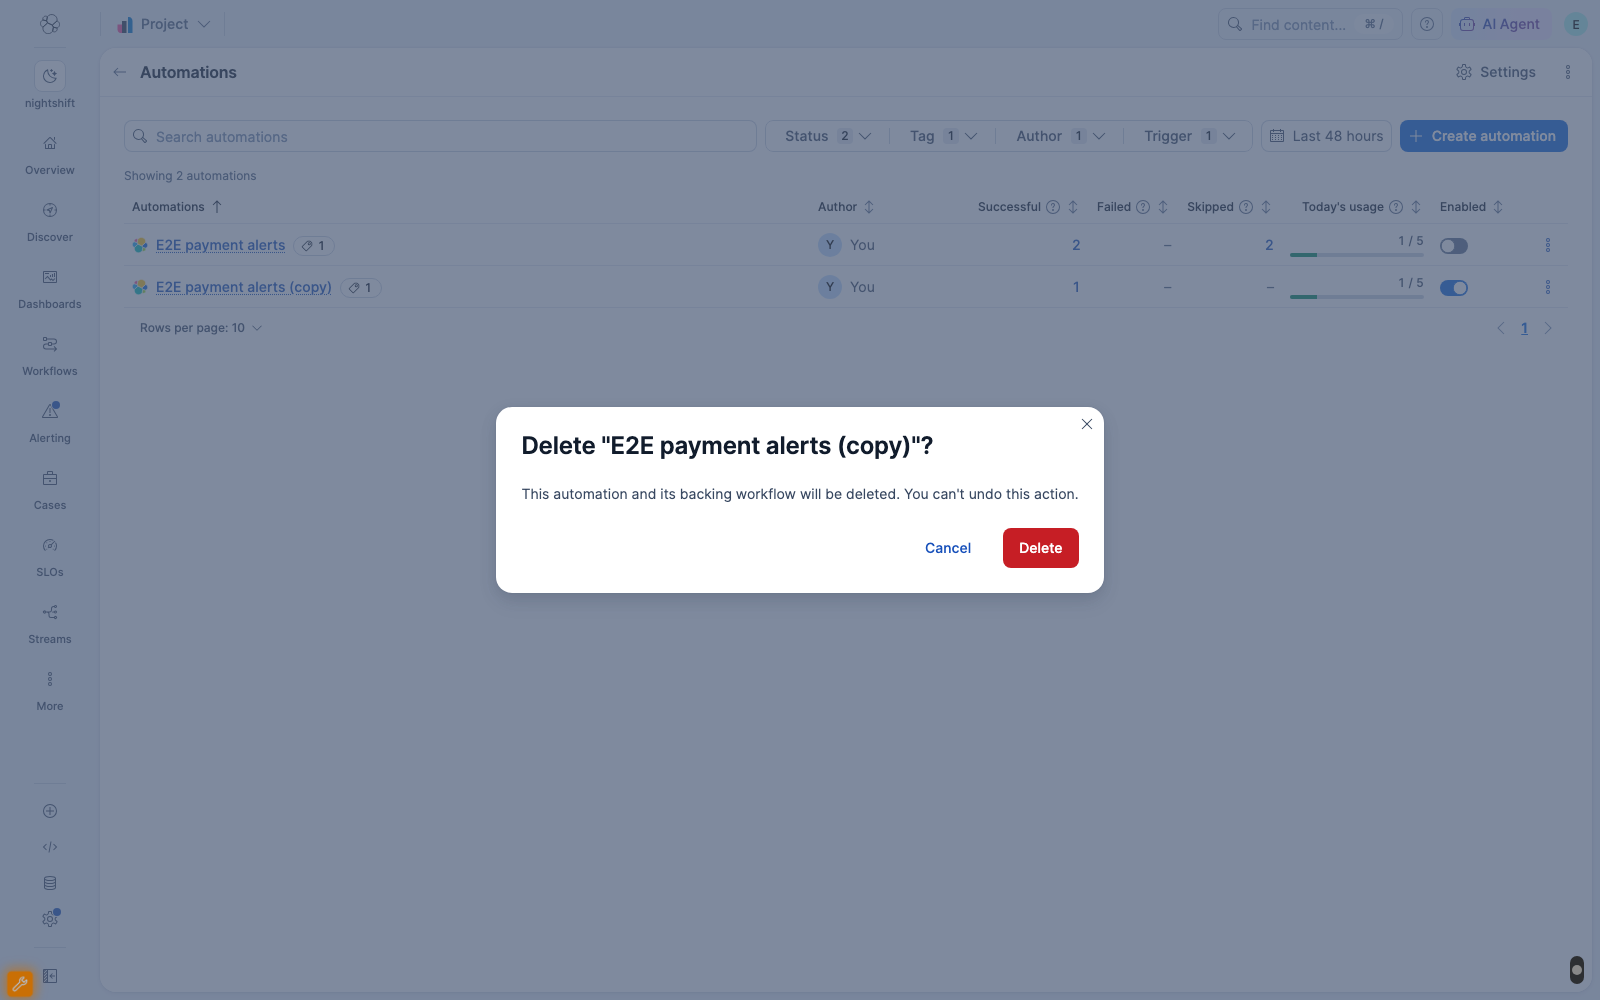 Project
Find content... ⌘ /
AI Agent
E
nightshift
Overview
Discover
Dashboards
Workflows
Alerting
Cases
SLOs
Streams
More
Automations
Settings
Search automations
Status 2
Tag 1
Author 1
Trigger 1
Last 48 hours
Create automation
Showing 2 automations
Automations Author Successful Failed Skipped Today's usage Enabled
E2E payment alerts 1 Y You 2 – 2 1 / 5
E2E payment alerts (copy) 1 Y You 1 – – 1 / 5
Rows per page: 10
1
Delete "E2E payment alerts (copy)"?
This automation and its backing workflow will be deleted. You can't undo this action.
Cancel
Delete